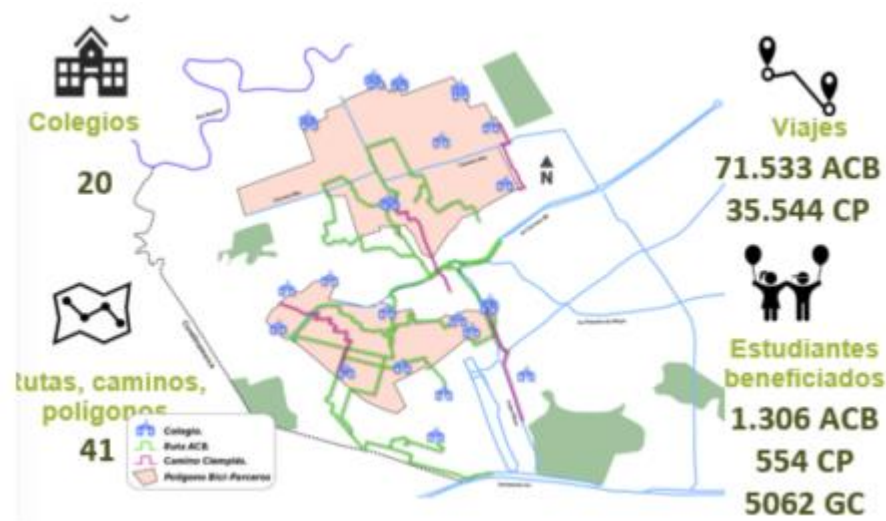 Colegios
20
Rutas, caminos,
polígonos
41
Colegio.
Ruta ACB.
Camino Ciempiés.
Polígono Bici-Parceros
N
Viajes
71.533 ACB
35.544 CP
Estudiantes
beneficiados
1.306 ACB
554 CP
5062 GC